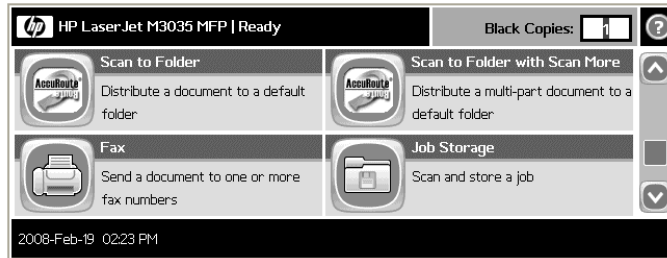 hp HP LaserJet M3035 MFP | Ready
Black Copies: 1
?
Scan to Folder
AccuRoute
Distribute a document to a default
folder
Scan to Folder with Scan More
AccuRoute
Distribute a multi-part document to a
default folder
Fax
Send a document to one or more
fax numbers
Job Storage
Scan and store a job
2008-Feb-19 02:23 PM